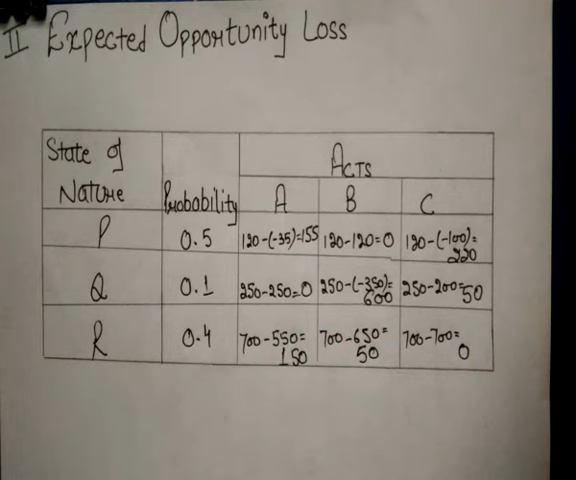 II Expected Opportunity Loss
State of Nature Probability Acts
A B C
P 0.5 120-(-35)=155 120-120=0 120-(-100)= 220
Q 0.1 250-250=0 250-(-350)= 600 250-200=50
R 0.4 700-550= 150 700-650= 50 700-700= 0